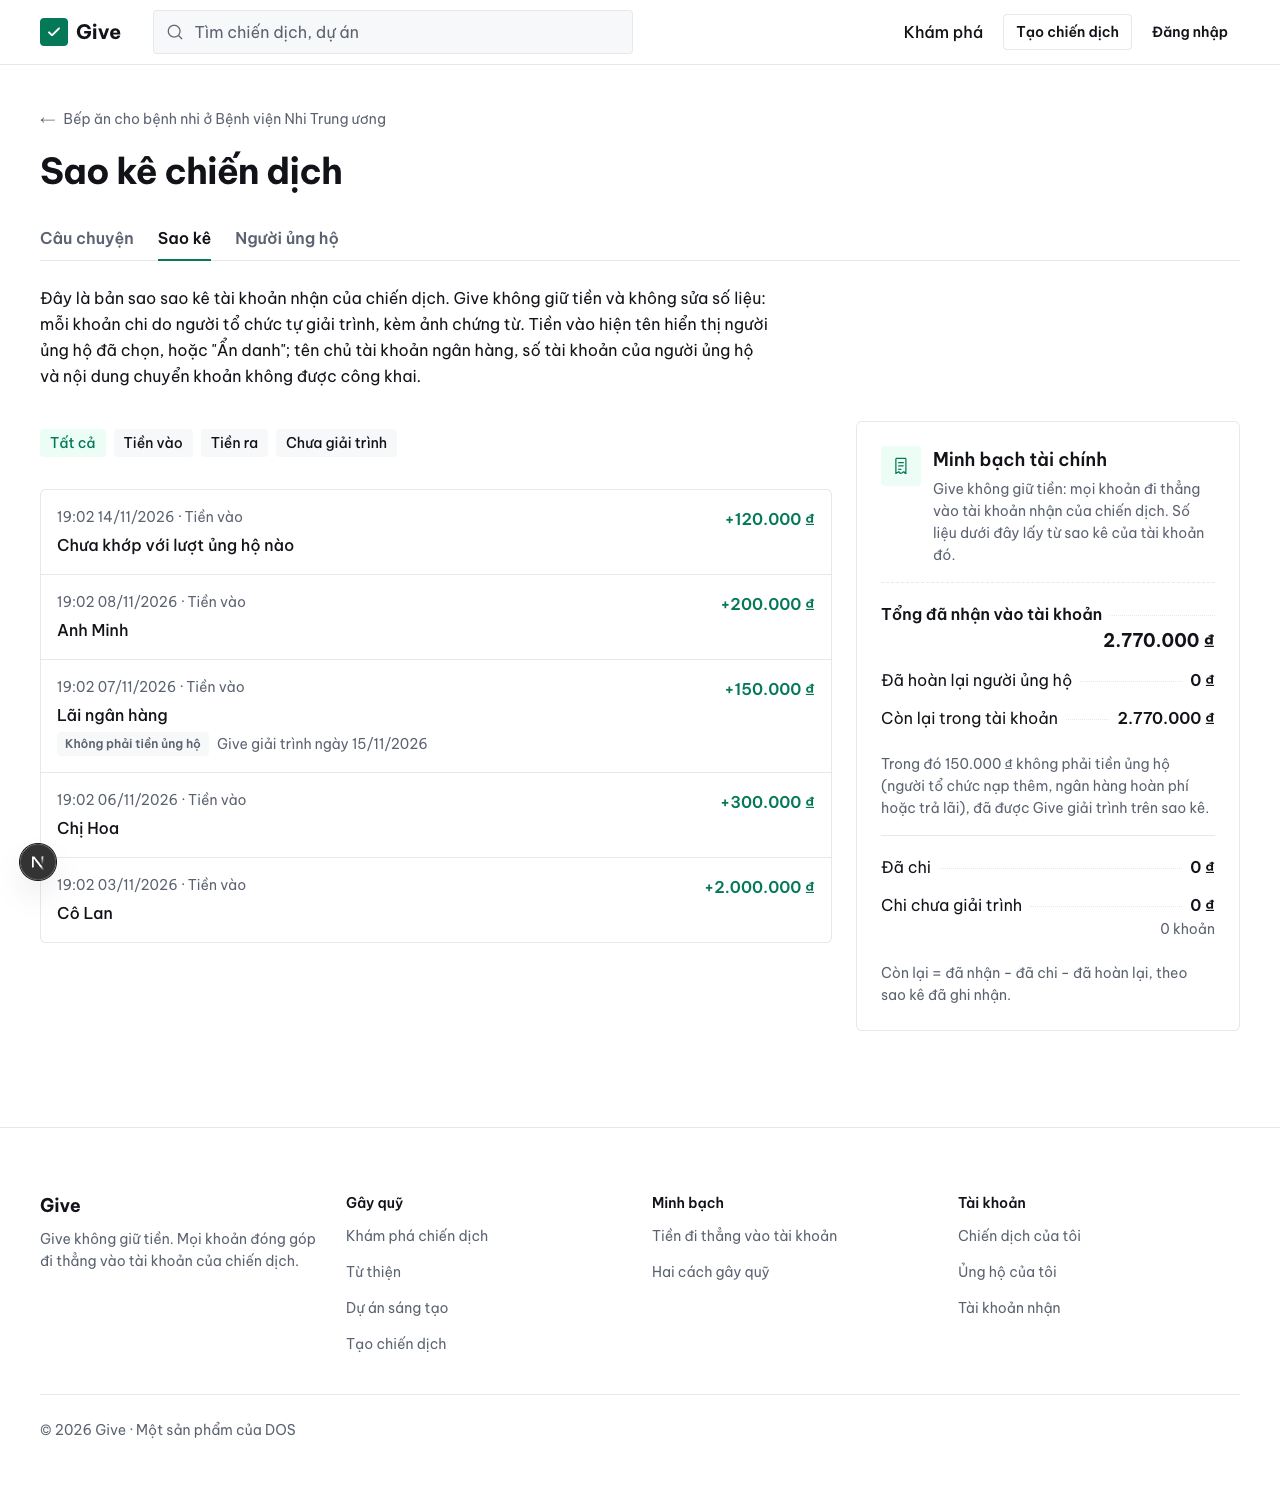 Give
Tìm chiến dịch, dự án
Khám phá
Tạo chiến dịch
Đăng nhập
← Bếp ăn cho bệnh nhi ở Bệnh viện Nhi Trung ương
Sao kê chiến dịch
Câu chuyện
Sao kê
Người ủng hộ
Đây là bản sao sao kê tài khoản nhận của chiến dịch. Give không giữ tiền và không sửa số liệu:
mỗi khoản chi do người tổ chức tự giải trình, kèm ảnh chứng từ. Tiền vào hiện tên hiển thị người
ủng hộ đã chọn, hoặc "Ẩn danh"; tên chủ tài khoản ngân hàng, số tài khoản của người ủng hộ
và nội dung chuyển khoản không được công khai.
Tất cả
Tiền vào
Tiền ra
Chưa giải trình
19:02 14/11/2026 · Tiền vào
+120.000 ₫
Chưa khớp với lượt ủng hộ nào
19:02 08/11/2026 · Tiền vào
+200.000 ₫
Anh Minh
19:02 07/11/2026 · Tiền vào
+150.000 ₫
Lãi ngân hàng
Không phải tiền ủng hộ
Give giải trình ngày 15/11/2026
19:02 06/11/2026 · Tiền vào
+300.000 ₫
Chị Hoa
19:02 03/11/2026 · Tiền vào
+2.000.000 ₫
Cô Lan
N
Minh bạch tài chính
Give không giữ tiền: mọi khoản đi thẳng
vào tài khoản nhận của chiến dịch. Số
liệu dưới đây lấy từ sao kê của tài khoản
đó.
Tổng đã nhận vào tài khoản
2.770.000 ₫
Đã hoàn lại người ủng hộ
0 ₫
Còn lại trong tài khoản
2.770.000 ₫
Trong đó 150.000 ₫ không phải tiền ủng hộ
(người tổ chức nạp thêm, ngân hàng hoàn phí
hoặc trả lãi), đã được Give giải trình trên sao kê.
Đã chi
0 ₫
Chi chưa giải trình
0 ₫
0 khoản
Còn lại = đã nhận − đã chi − đã hoàn lại, theo
sao kê đã ghi nhận.
Give
Give không giữ tiền. Mọi khoản đóng góp
đi thẳng vào tài khoản của chiến dịch.
Gây quỹ
Khám phá chiến dịch
Từ thiện
Dự án sáng tạo
Tạo chiến dịch
Minh bạch
Tiền đi thẳng vào tài khoản
Hai cách gây quỹ
Tài khoản
Chiến dịch của tôi
Ủng hộ của tôi
Tài khoản nhận
© 2026 Give · Một sản phẩm của DOS